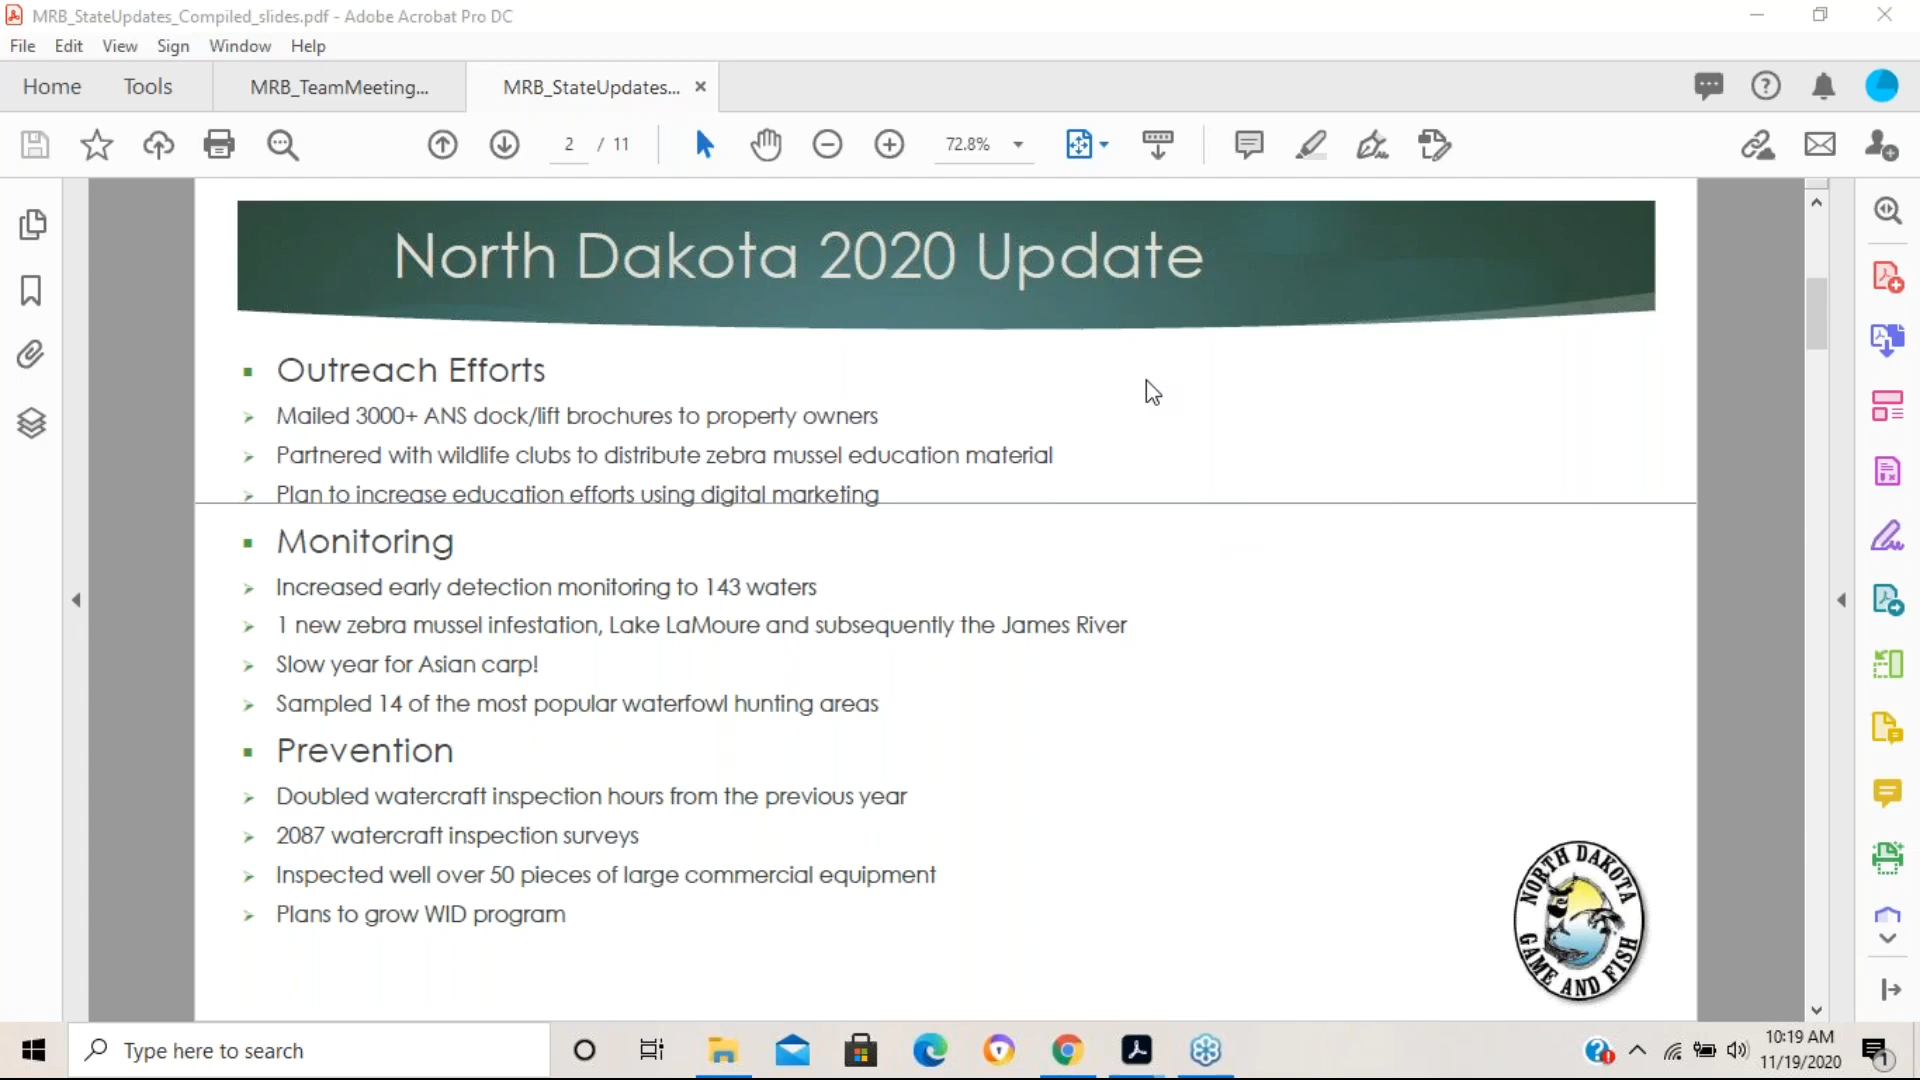 MRB_StateUpdates_Compiled_slides.pdf - Adobe Acrobat Pro DC
File Edit View Sign Window Help
Home Tools MRB_TeamMeeting... MRB_StateUpdates... ×
2 / 11 72.8%
North Dakota 2020 Update
Outreach Efforts
Mailed 3000+ ANS dock/lift brochures to property owners
Partnered with wildlife clubs to distribute zebra mussel education material
Plan to increase education efforts using digital marketing
Monitoring
Increased early detection monitoring to 143 waters
1 new zebra mussel infestation, Lake LaMoure and subsequently the James River
Slow year for Asian carp!
Sampled 14 of the most popular waterfowl hunting areas
Prevention
Doubled watercraft inspection hours from the previous year
2087 watercraft inspection surveys
Inspected well over 50 pieces of large commercial equipment
Plans to grow WID program
NORTH DAKOTA
GAME AND FISH
Type here to search
10:19 AM
11/19/2020
1